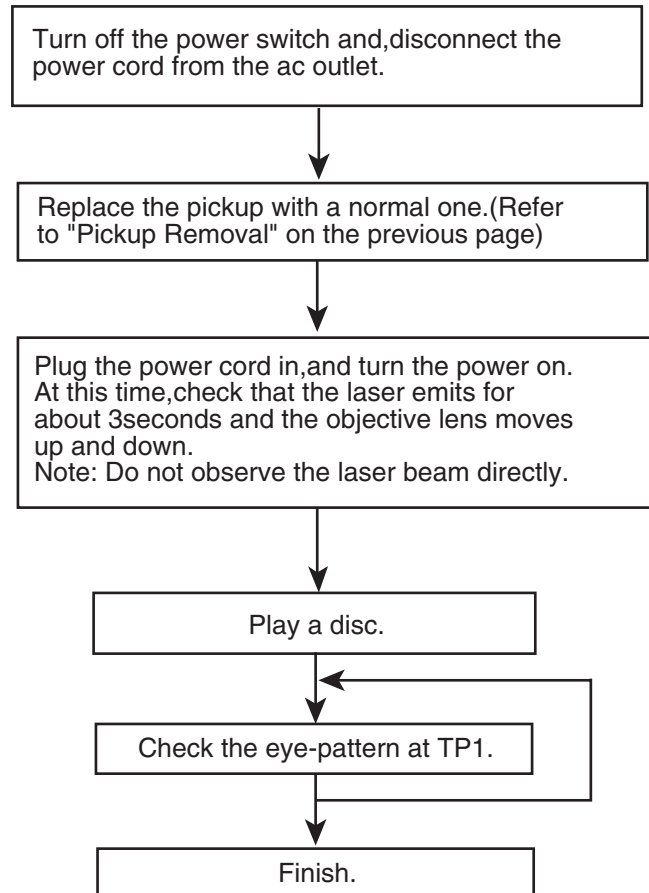 Turn off the power switch and,disconnect the
power cord from the ac outlet.
Replace the pickup with a normal one.(Refer
to "Pickup Removal" on the previous page)
Plug the power cord in,and turn the power on.
At this time,check that the laser emits for
about 3seconds and the objective lens moves
up and down.
Note: Do not observe the laser beam directly.
Play a disc.
Check the eye-pattern at TP1.
Finish.